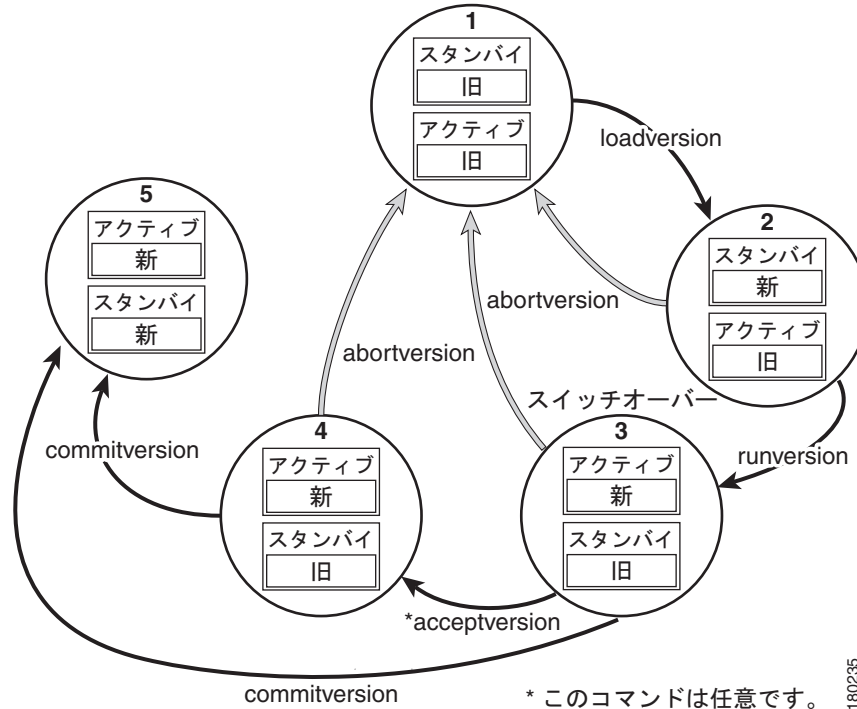 1
スタンバイ
旧
アクティブ
旧
loadversion
2
スタンバイ
新
アクティブ
旧
5
アクティブ
新
スタンバイ
新
abortversion
abortversion
スイッチオーバー
runversion
3
アクティブ
新
スタンバイ
旧
4
アクティブ
新
スタンバイ
旧
commitversion
*acceptversion
commitversion
* このコマンドは任意です。
180235